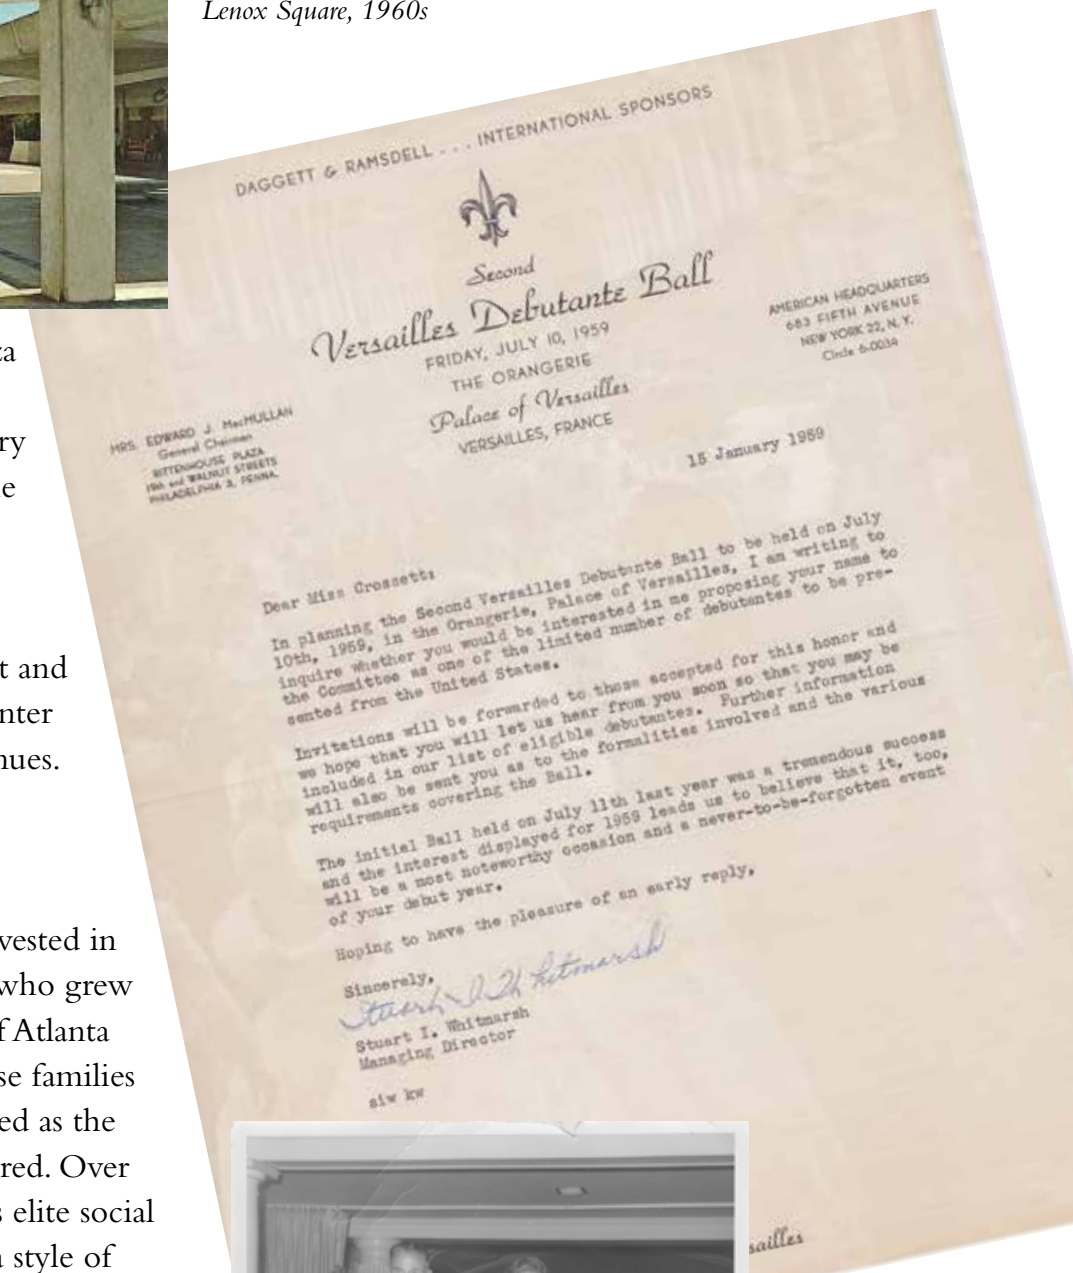 Lenox Square, 1960s
DAGGETT & RAMSDELL . . . INTERNATIONAL SPONSORS
Second
Versailles Debutante Ball
FRIDAY, JULY 10, 1959
THE ORANGERIE
Palace of Versailles
VERSAILLES, FRANCE
AMERICAN HEADQUARTERS
683 FIFTH AVENUE
NEW YORK 22, N. Y.
Circle 6-0034
MRS. EDWARD J. MacMULLAN
General Chairman
RITTENHOUSE PLAZA
19th and WALNUT STREETS
PHILADELPHIA 3, PENNA.
15 January 1959
Dear Miss Crossett:
In planning the Second Versailles Debutante Ball to be held on July
10th, 1959, in the Orangerie, Palace of Versailles, I am writing to
inquire whether you would be interested in me proposing your name to
the Committee as one of the limited number of debutantes to be pre-
sented from the United States.
Invitations will be forwarded to those accepted for this honor and
we hope that you will let us hear from you soon so that you may be
included in our list of eligible debutantes. Further information
will also be sent you as to the formalities involved and the various
requirements covering the Ball.
The initial Ball held on July 11th last year was a tremendous success
and the interest displayed for 1959 leads us to believe that it, too,
will be a most noteworthy occasion and a never-to-be-forgotten event
of your debut year.
Hoping to have the pleasure of an early reply,
Sincerely,
Stuart I. Whitmarsh
Stuart I. Whitmarsh
Managing Director
siw kw
sailles
za
ry
e
t and
nter
nues.
vested in
who grew
f Atlanta
se families
ed as the
red. Over
s elite social
a style of